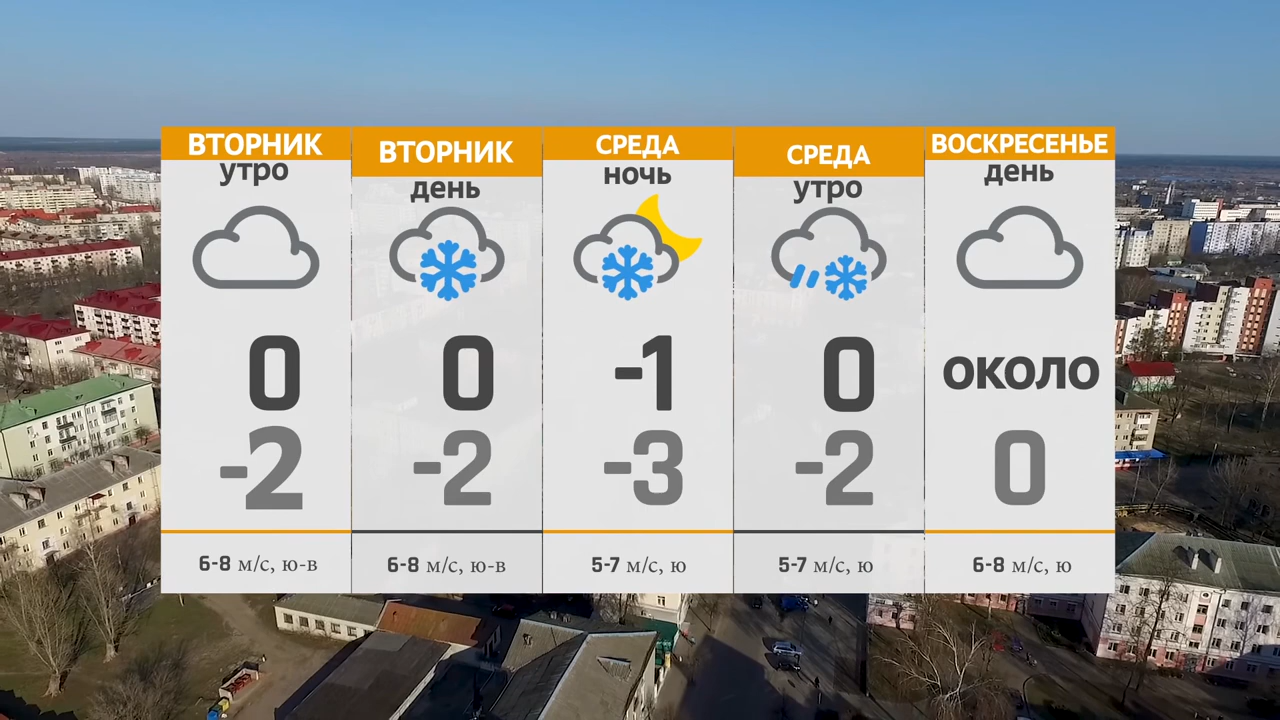 ВТОРНИК
утро
0
-2
6-8 м/с, ю-в
ВТОРНИК
день
0
-2
6-8 м/с, ю-в
СРЕДА
ночь
-1
-3
5-7 м/с, ю
СРЕДА
утро
0
-2
5-7 м/с, ю
ВОСКРЕСЕНЬЕ
день
ОКОЛО
0
6-8 м/с, ю